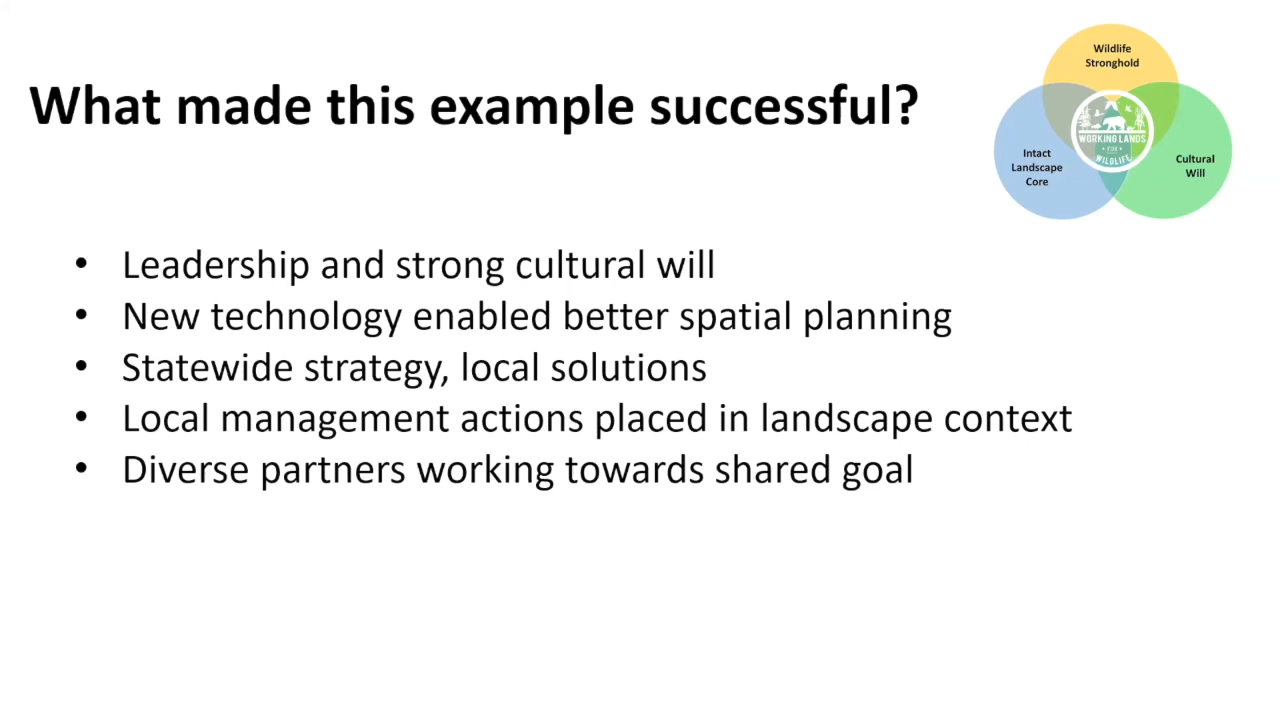 What made this example successful?
Wildlife
Stronghold
Intact
Landscape
Core
WORKING LANDS
FOR
WILDLIFE
Cultural
Will
• Leadership and strong cultural will
• New technology enabled better spatial planning
• Statewide strategy, local solutions
• Local management actions placed in landscape context
• Diverse partners working towards shared goal